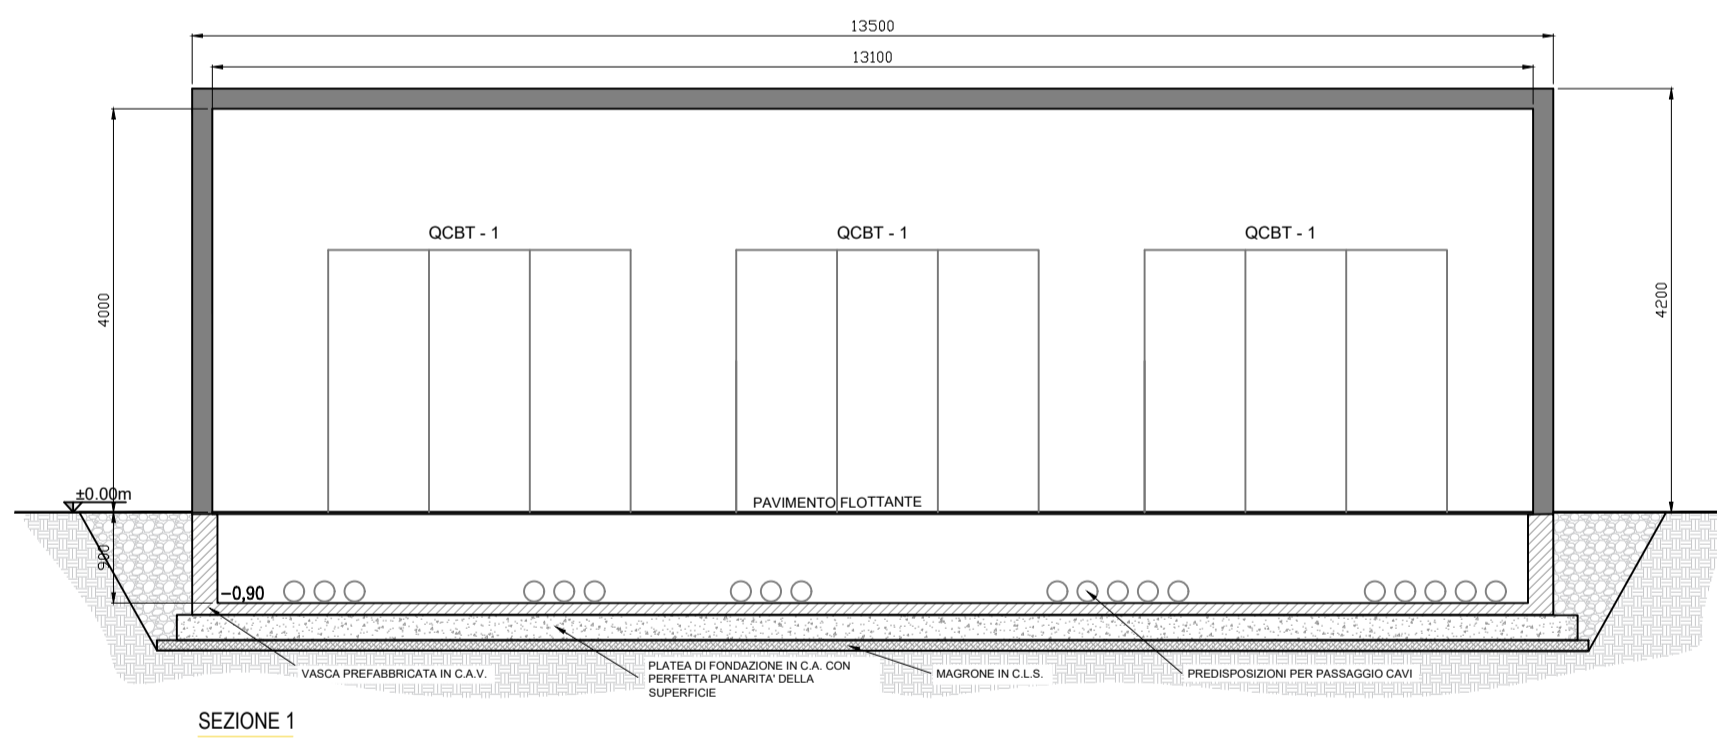 13500
13100
QCBT - 1
QCBT - 1
QCBT - 1
4000
4200
±0.00m
PAVIMENTO FLOTTANTE
900
-0,90
VASCA PREFABBRICATA IN C.A.V.
PLATEA DI FONDAZIONE IN C.A. CON
PERFETTA PLANARITA' DELLA
SUPERFICIE
MAGRONE IN C.L.S.
PREDISPOSIZIONI PER PASSAGGIO CAVI
SEZIONE 1